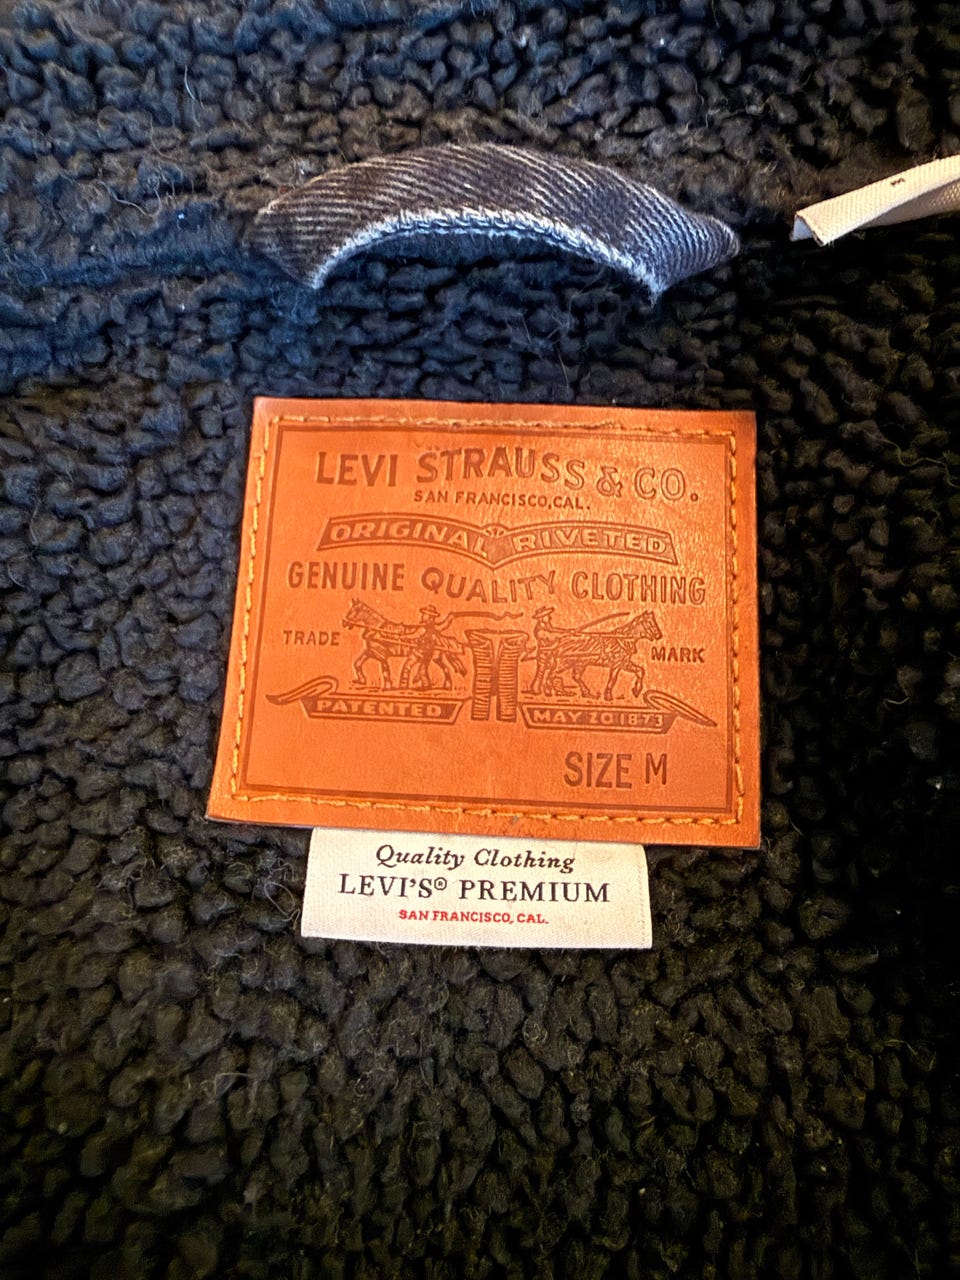 LEVI STRAUSS & CO.
SAN FRANCISCO, CAL.
ORIGINAL RIVETED
GENUINE QUALITY CLOTHING
TRADE MARK
PATENTED MAY 20 1873
SIZE M
Quality Clothing
LEVI'S® PREMIUM
SAN FRANCISCO, CAL.